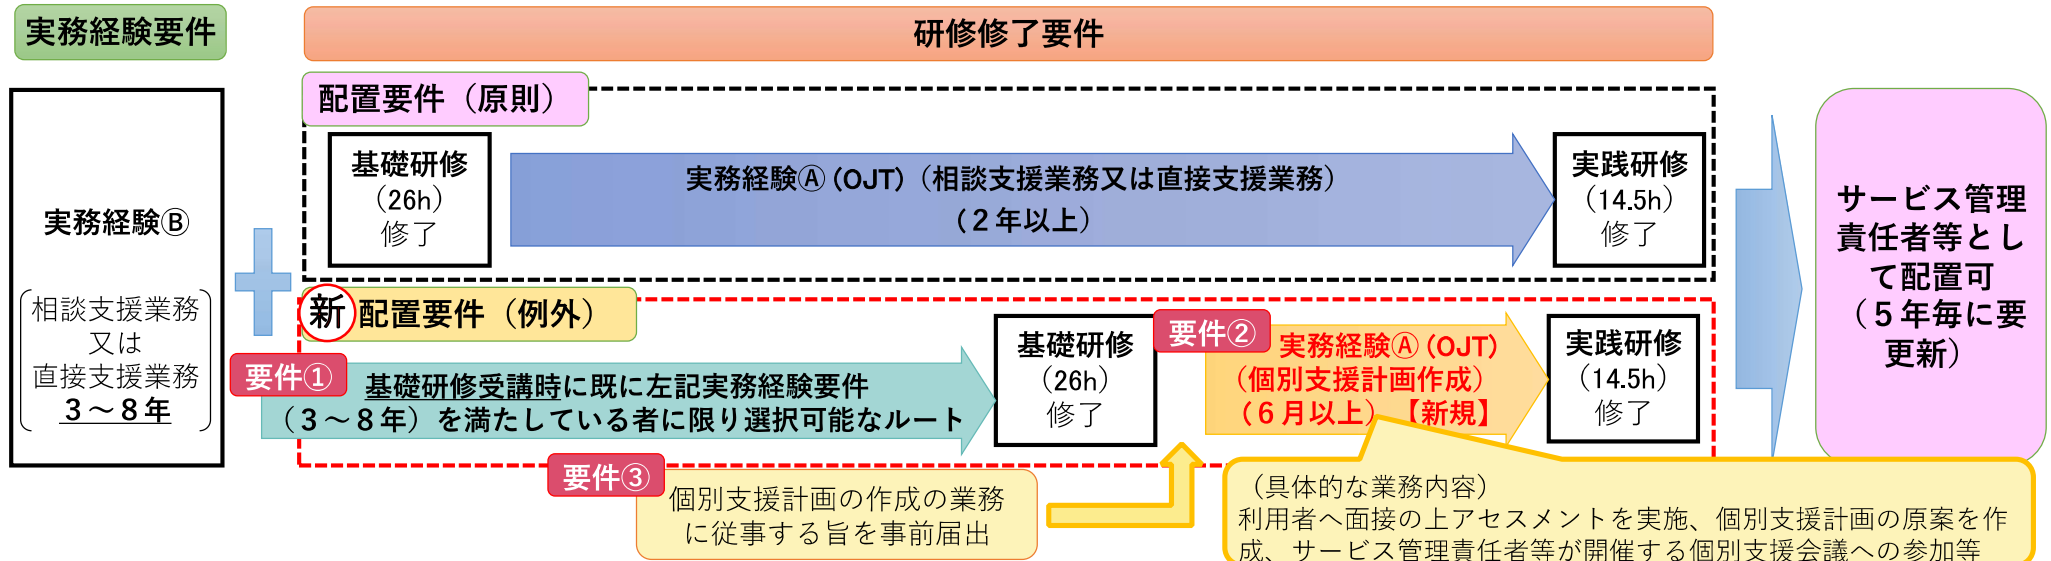 実務経験要件
研修修了要件
配置要件（原則）
基礎研修
（26h）
修了
実務経験Ⓐ（OJT）（相談支援業務又は直接支援業務）
（２年以上）
実践研修
（14.5h）
修了
実務経験Ⓑ
相談支援業務
又は
直接支援業務
３～８年
新
配置要件（例外）
要件①
基礎研修受講時に既に左記実務経験要件
（３～８年）を満たしている者に限り選択可能なルート
基礎研修
（26h）
修了
要件②
実務経験Ⓐ（OJT）
（個別支援計画作成）
（６月以上）【新規】
実践研修
（14.5h）
修了
要件③
個別支援計画の作成の業務
に従事する旨を事前届出
（具体的な業務内容）
利用者へ面接の上アセスメントを実施、個別支援計画の原案を作
成、サービス管理責任者等が開催する個別支援会議への参加等
サービス管理
責任者等とし
て配置可
（５年毎に要
更新）